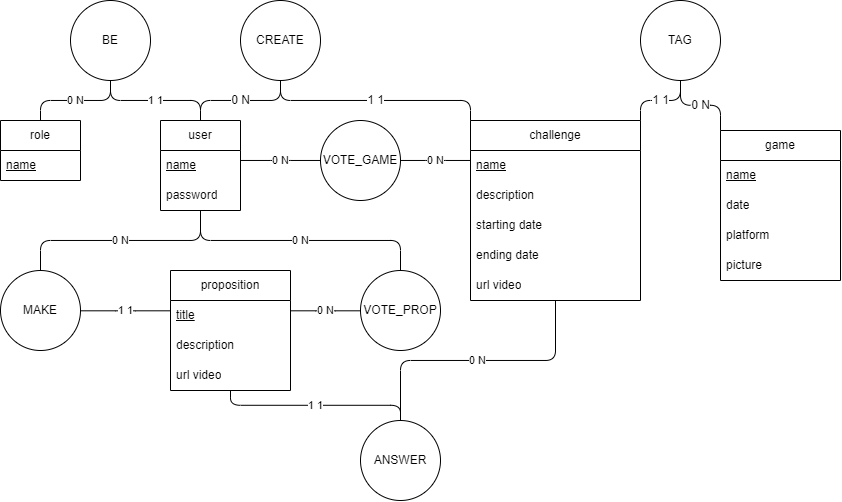 BE
CREATE
TAG
0 N
1 1
0 N
1 1
1 1
0 N
role
name
user
name
password
0 N
VOTE_GAME
0 N
challenge
name
description
starting date
ending date
url video
game
name
date
platform
picture
0 N
0 N
MAKE
1 1
proposition
title
description
url video
0 N
VOTE_PROP
0 N
1 1
ANSWER